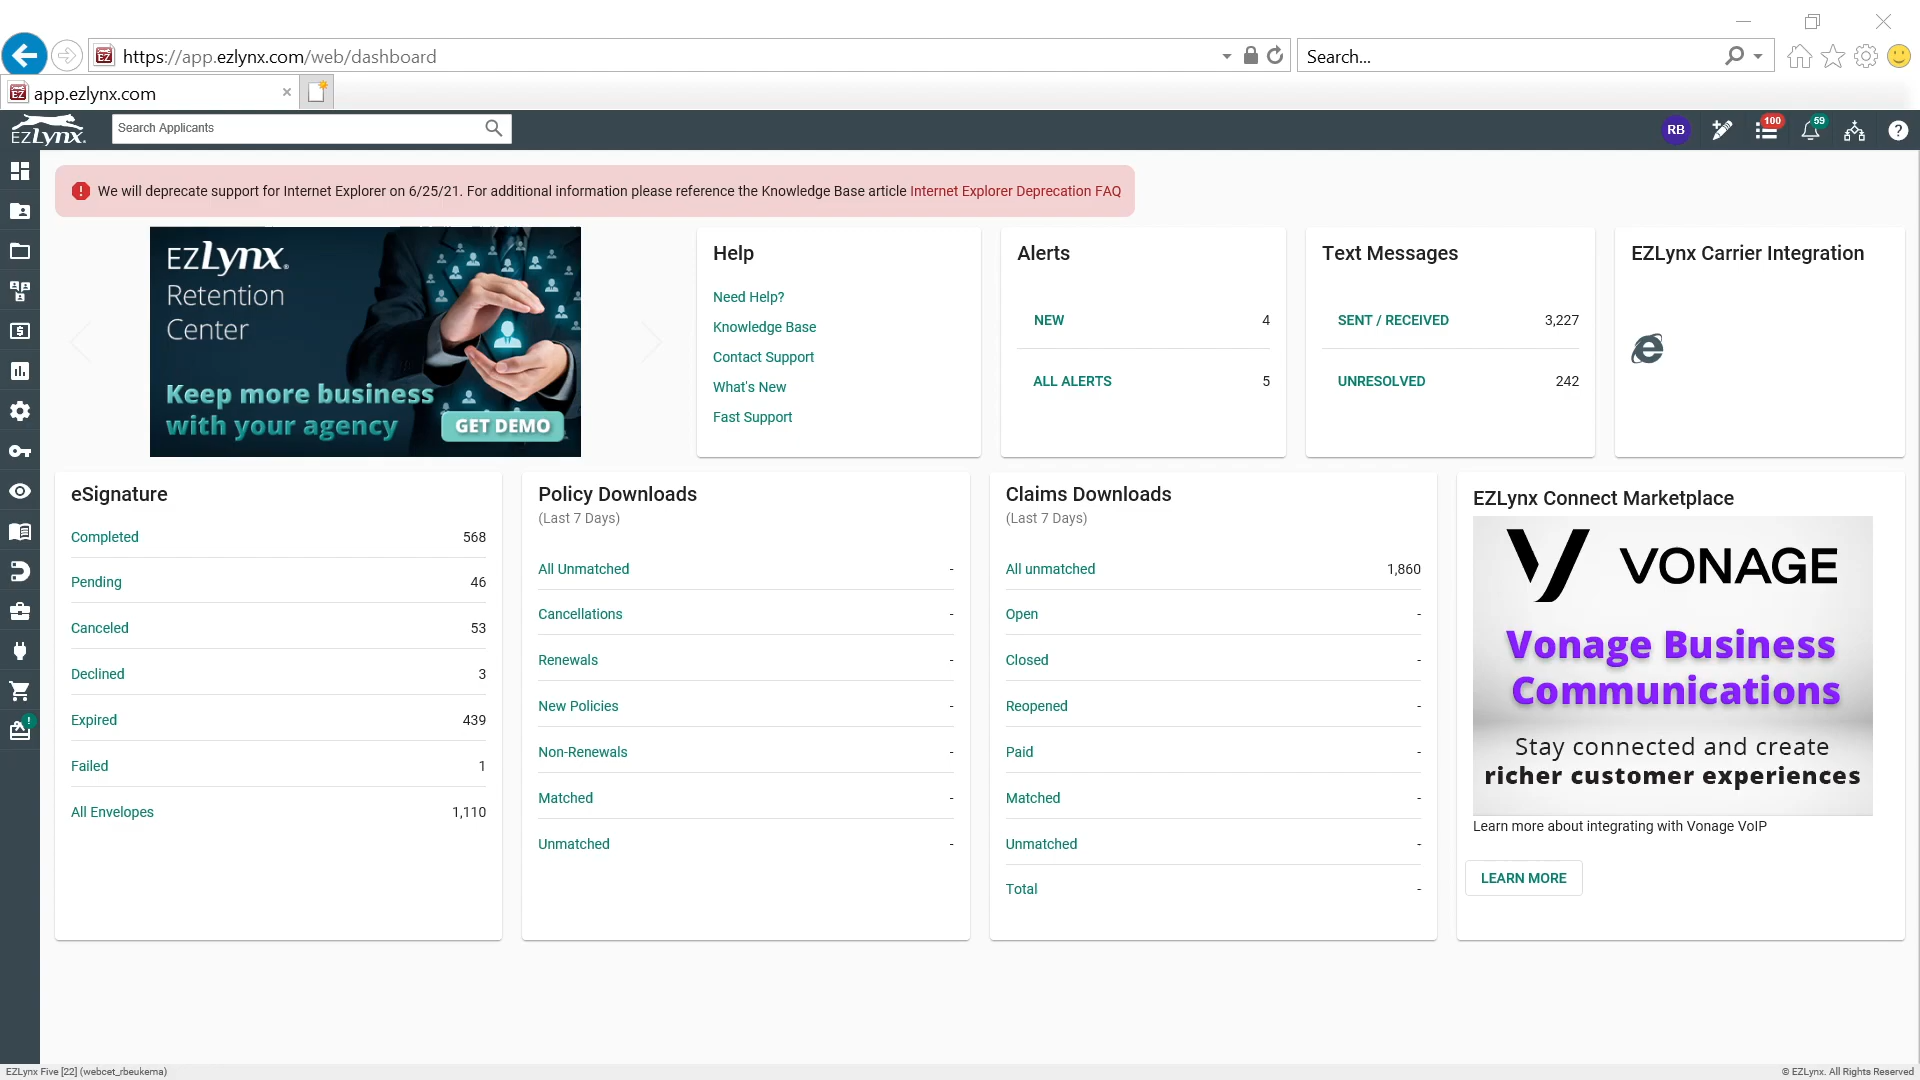 https://app.ezlynx.com/web/dashboard
Search...
EZ app.ezlynx.com
EZLynx
Search Applicants
RB
100
59
We will deprecate support for Internet Explorer on 6/25/21. For additional information please reference the Knowledge Base article Internet Explorer Deprecation FAQ
EZLynx®
Retention
Center
Keep more business
with your agency
GET DEMO
Help
Need Help?
Knowledge Base
Contact Support
What's New
Fast Support
Alerts
NEW 4
ALL ALERTS 5
Text Messages
SENT / RECEIVED 3,227
UNRESOLVED 242
EZLynx Carrier Integration
eSignature
Completed 568
Pending 46
Canceled 53
Declined 3
Expired 439
Failed 1
All Envelopes 1,110
Policy Downloads
(Last 7 Days)
All Unmatched -
Cancellations -
Renewals -
New Policies -
Non-Renewals -
Matched -
Unmatched -
Claims Downloads
(Last 7 Days)
All unmatched 1,860
Open -
Closed -
Reopened -
Paid -
Matched -
Unmatched -
Total -
EZLynx Connect Marketplace
VONAGE
Vonage Business
Communications
Stay connected and create
richer customer experiences
Learn more about integrating with Vonage VoIP
LEARN MORE
EZLynx Five [22] (webcet_rbeukema)
© EZLynx. All Rights Reserved